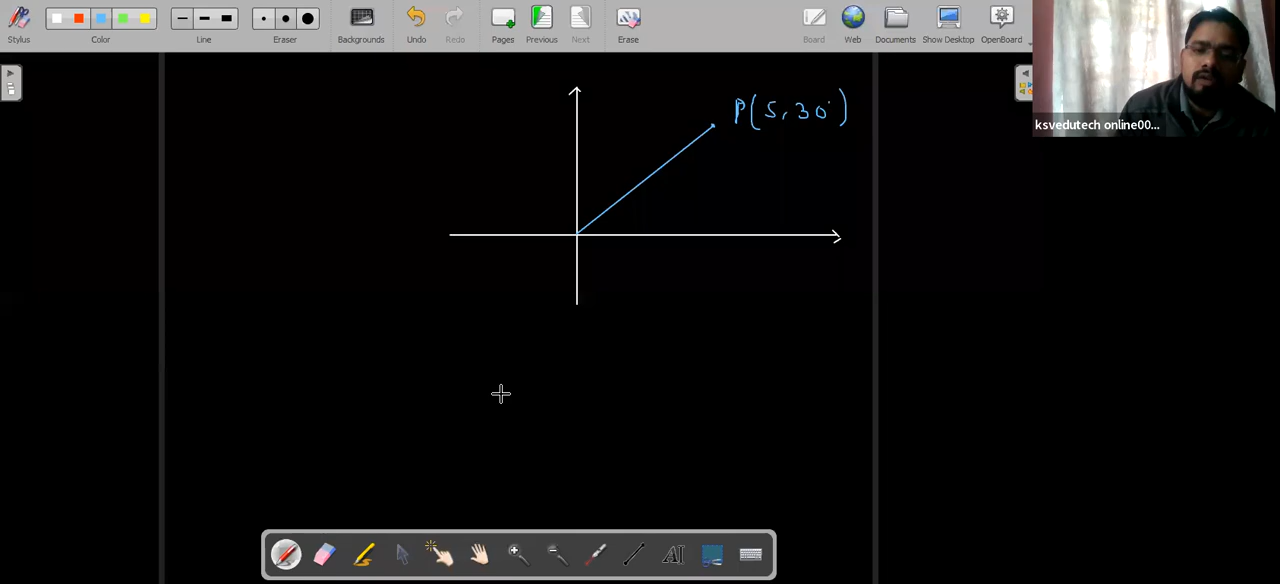 Stylus
Color
Line
Eraser
Backgrounds
Undo
Redo
Pages
Previous
Next
Erase
Board
Web
Documents
Show Desktop
OpenBoard
ksvedutech online00...
P(5, 30°)
AI